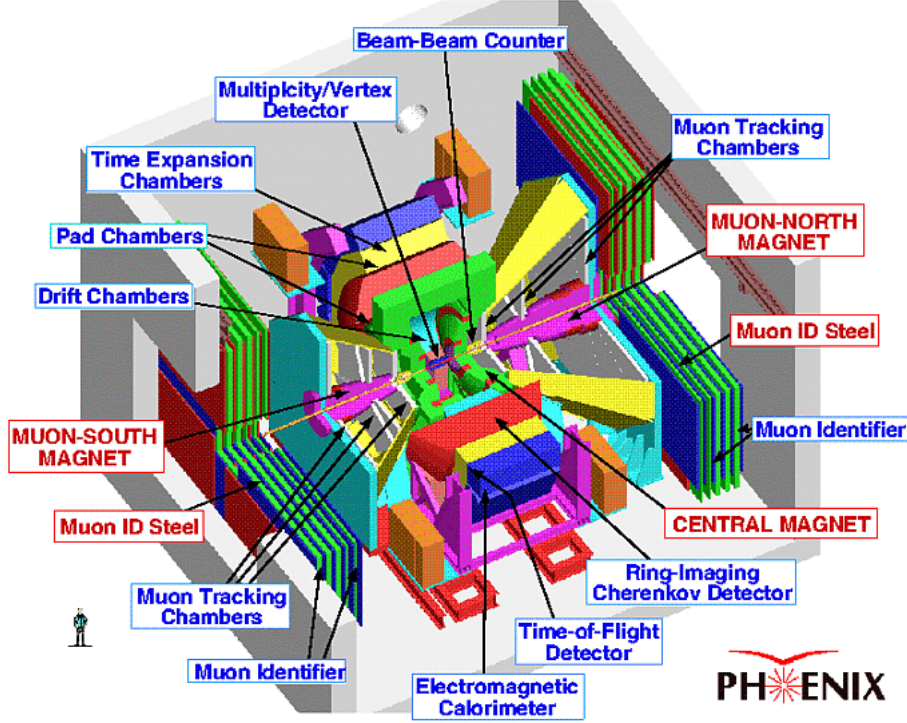 Beam-Beam Counter
Multiplcity/Vertex
Detector
Muon Tracking
Chambers
Time Expansion
Chambers
MUON-NORTH
MAGNET
Pad Chambers
Drift Chambers
Muon ID Steel
Muon Identifier
MUON-SOUTH
MAGNET
Muon ID Steel
CENTRAL MAGNET
Ring-Imaging
Cherenkov Detector
Muon Tracking
Chambers
Time-of-Flight
Detector
Muon Identifier
Electromagnetic
Calorimeter
PHENIX